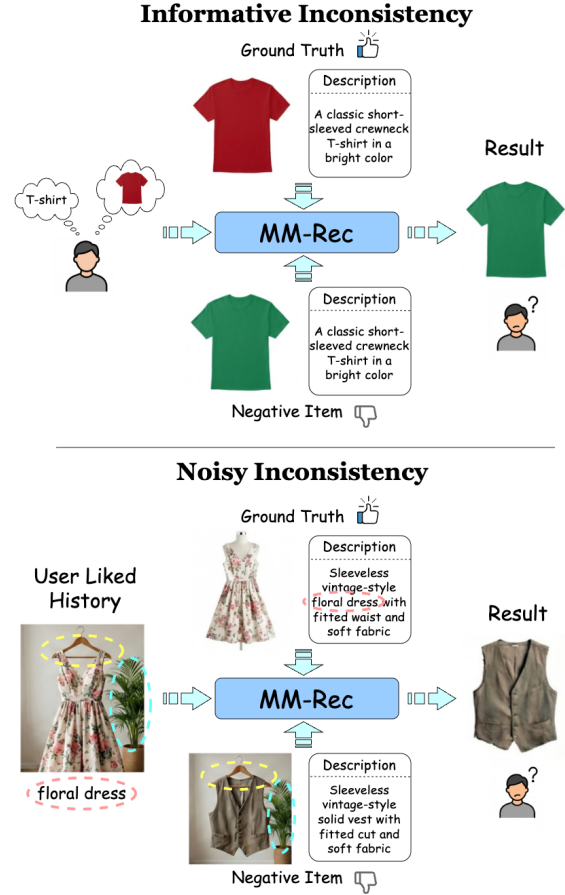 Informative Inconsistency
Ground Truth
Description
A classic short-
sleeved crewneck
T-shirt in a
bright color
Result
T-shirt
MM-Rec
Description
A classic short-
sleeved crewneck
T-shirt in a
bright color
?
Negative Item
Noisy Inconsistency
Ground Truth
Description
Sleeveless
vintage-style
floral dress with
fitted waist and
soft fabric
User Liked
History
Result
MM-Rec
floral dress
Description
Sleeveless
vintage-style
solid vest with
fitted cut and
soft fabric
?
Negative Item